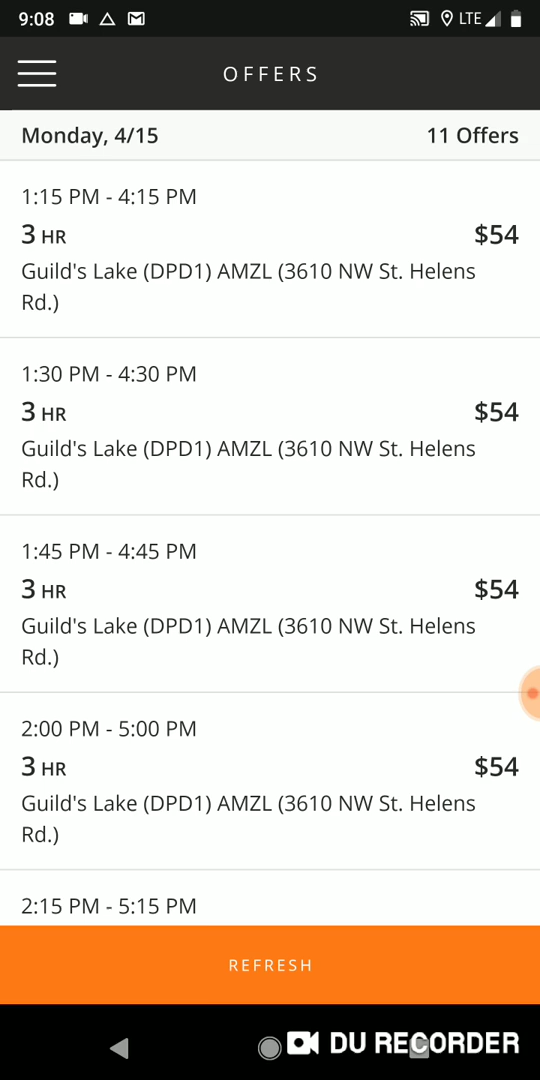 9:08 LTE
OFFERS
Monday, 4/15 11 Offers
1:15 PM - 4:15 PM
3 HR $54
Guild's Lake (DPD1) AMZL (3610 NW St. Helens
Rd.)
1:30 PM - 4:30 PM
3 HR $54
Guild's Lake (DPD1) AMZL (3610 NW St. Helens
Rd.)
1:45 PM - 4:45 PM
3 HR $54
Guild's Lake (DPD1) AMZL (3610 NW St. Helens
Rd.)
2:00 PM - 5:00 PM
3 HR $54
Guild's Lake (DPD1) AMZL (3610 NW St. Helens
Rd.)
2:15 PM - 5:15 PM
REFRESH
DU RECORDER